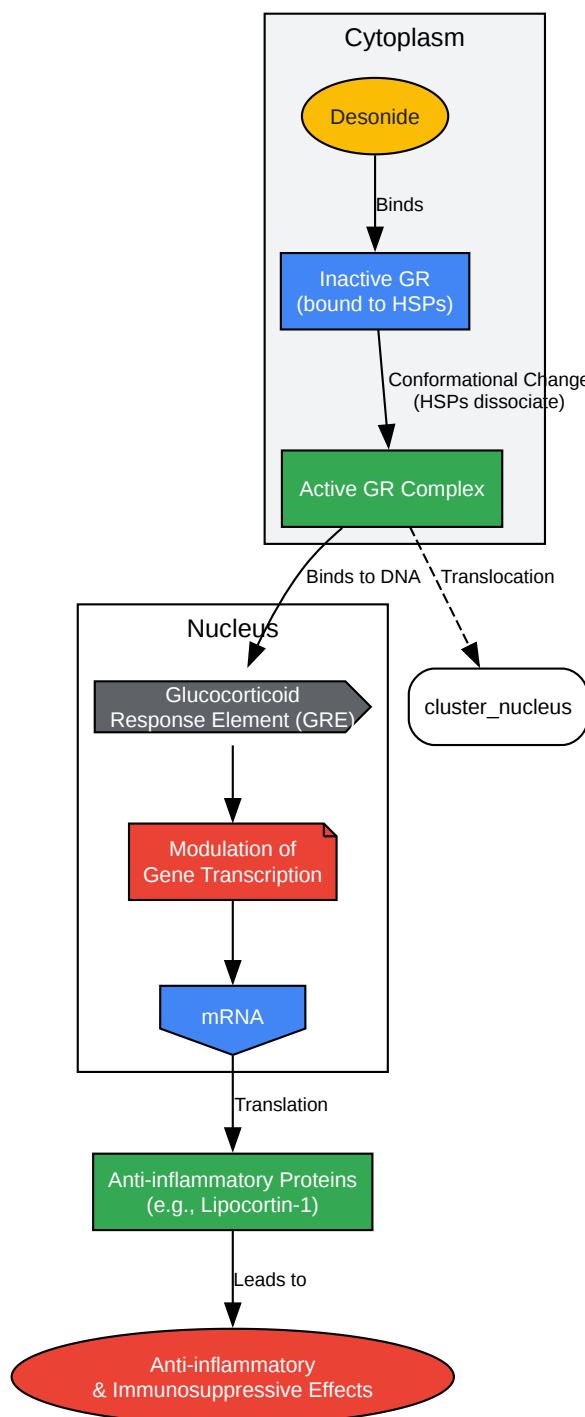 Cytoplasm
Desonide
Binds
Inactive GR
(bound to HSPs)
Conformational Change
(HSPs dissociate)
Active GR Complex
Binds to DNA
Translocation
Nucleus
Glucocorticoid
Response Element (GRE)
cluster_nucleus
Modulation of
Gene Transcription
mRNA
Translation
Anti-inflammatory Proteins
(e.g., Lipocortin-1)
Leads to
Anti-inflammatory
& Immunosuppressive Effects